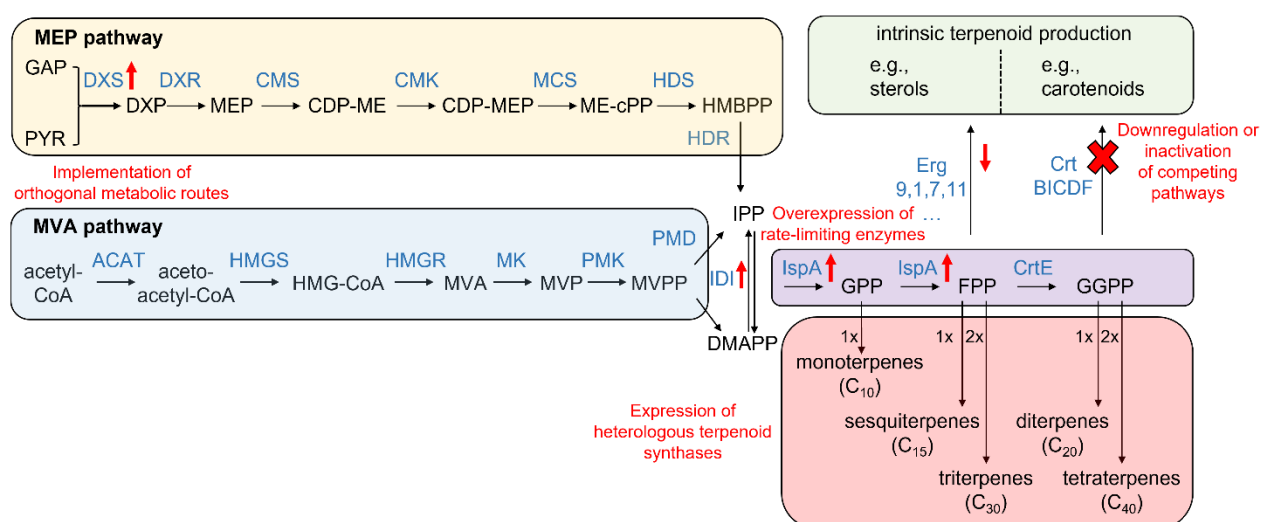 MEP pathway
GAP
DXS DXR CMS CMK MCS HDS
DXP MEP CDP-ME CDP-MEP ME-cPP HMBPP
PYR
HDR
Implementation of
orthogonal metabolic routes
MVA pathway
ACAT HMGS HMGR MK PMK PMD
acetyl-
CoA
aceto-
acetyl-CoA
HMG-CoA MVA MVP MVPP
IPP
IDI
DMAPP
Overexpression of
rate-limiting enzymes
intrinsic terpenoid production
e.g.,
sterols
e.g.,
carotenoids
Erg
9,1,7,11
...
Crt
BICDF
Downregulation or
inactivation
of competing
pathways
IspA IspA CrtE
GPP FPP GGPP
1x 1x 2x 1x 2x
monoterpenes
(C10)
sesquiterpenes
(C15)
diterpenes
(C20)
triterpenes
(C30)
tetraterpenes
(C40)
Expression of
heterologous terpenoid
synthases